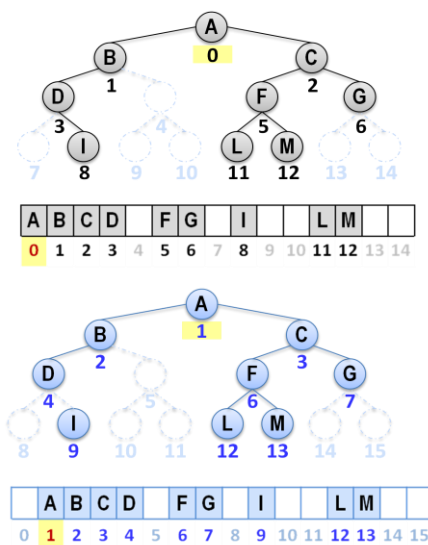 A
B C
0
1 2
D F G
3 4 5 6
I L M
7 8 9 10 11 12 13 14
A B C D F G I L M
0 1 2 3 4 5 6 7 8 9 10 11 12 13 14
A
B C
1
2 3
D F G
4 5 6 7
I L M
8 9 10 11 12 13 14 15
A B C D F G I L M
0 1 2 3 4 5 6 7 8 9 10 11 12 13 14 15